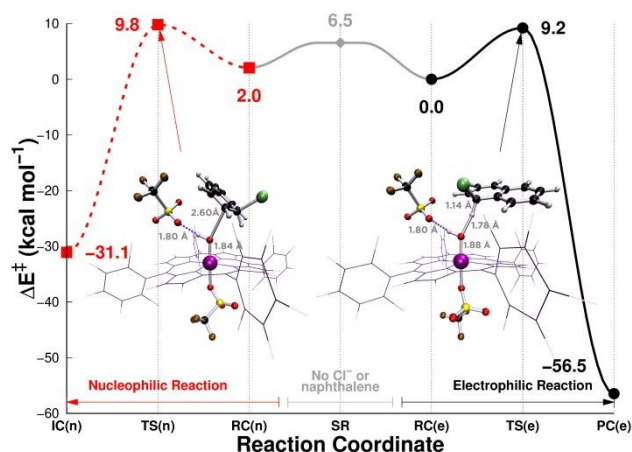 ΔE‡ (kcal mol−1)
10
0
−10
−20
−30
−40
−50
−60
9.8
6.5
9.2
2.0
0.0
−31.1
−56.5
2.60Å
1.80 Å
1.84 Å
1.14 Å
1.78 Å
1.80 Å
1.88 Å
Nucleophilic Reaction
No Cl− or
naphthalene
Electrophilic Reaction
IC(n) TS(n) RC(n) SR RC(e) TS(e) PC(e)
Reaction Coordinate